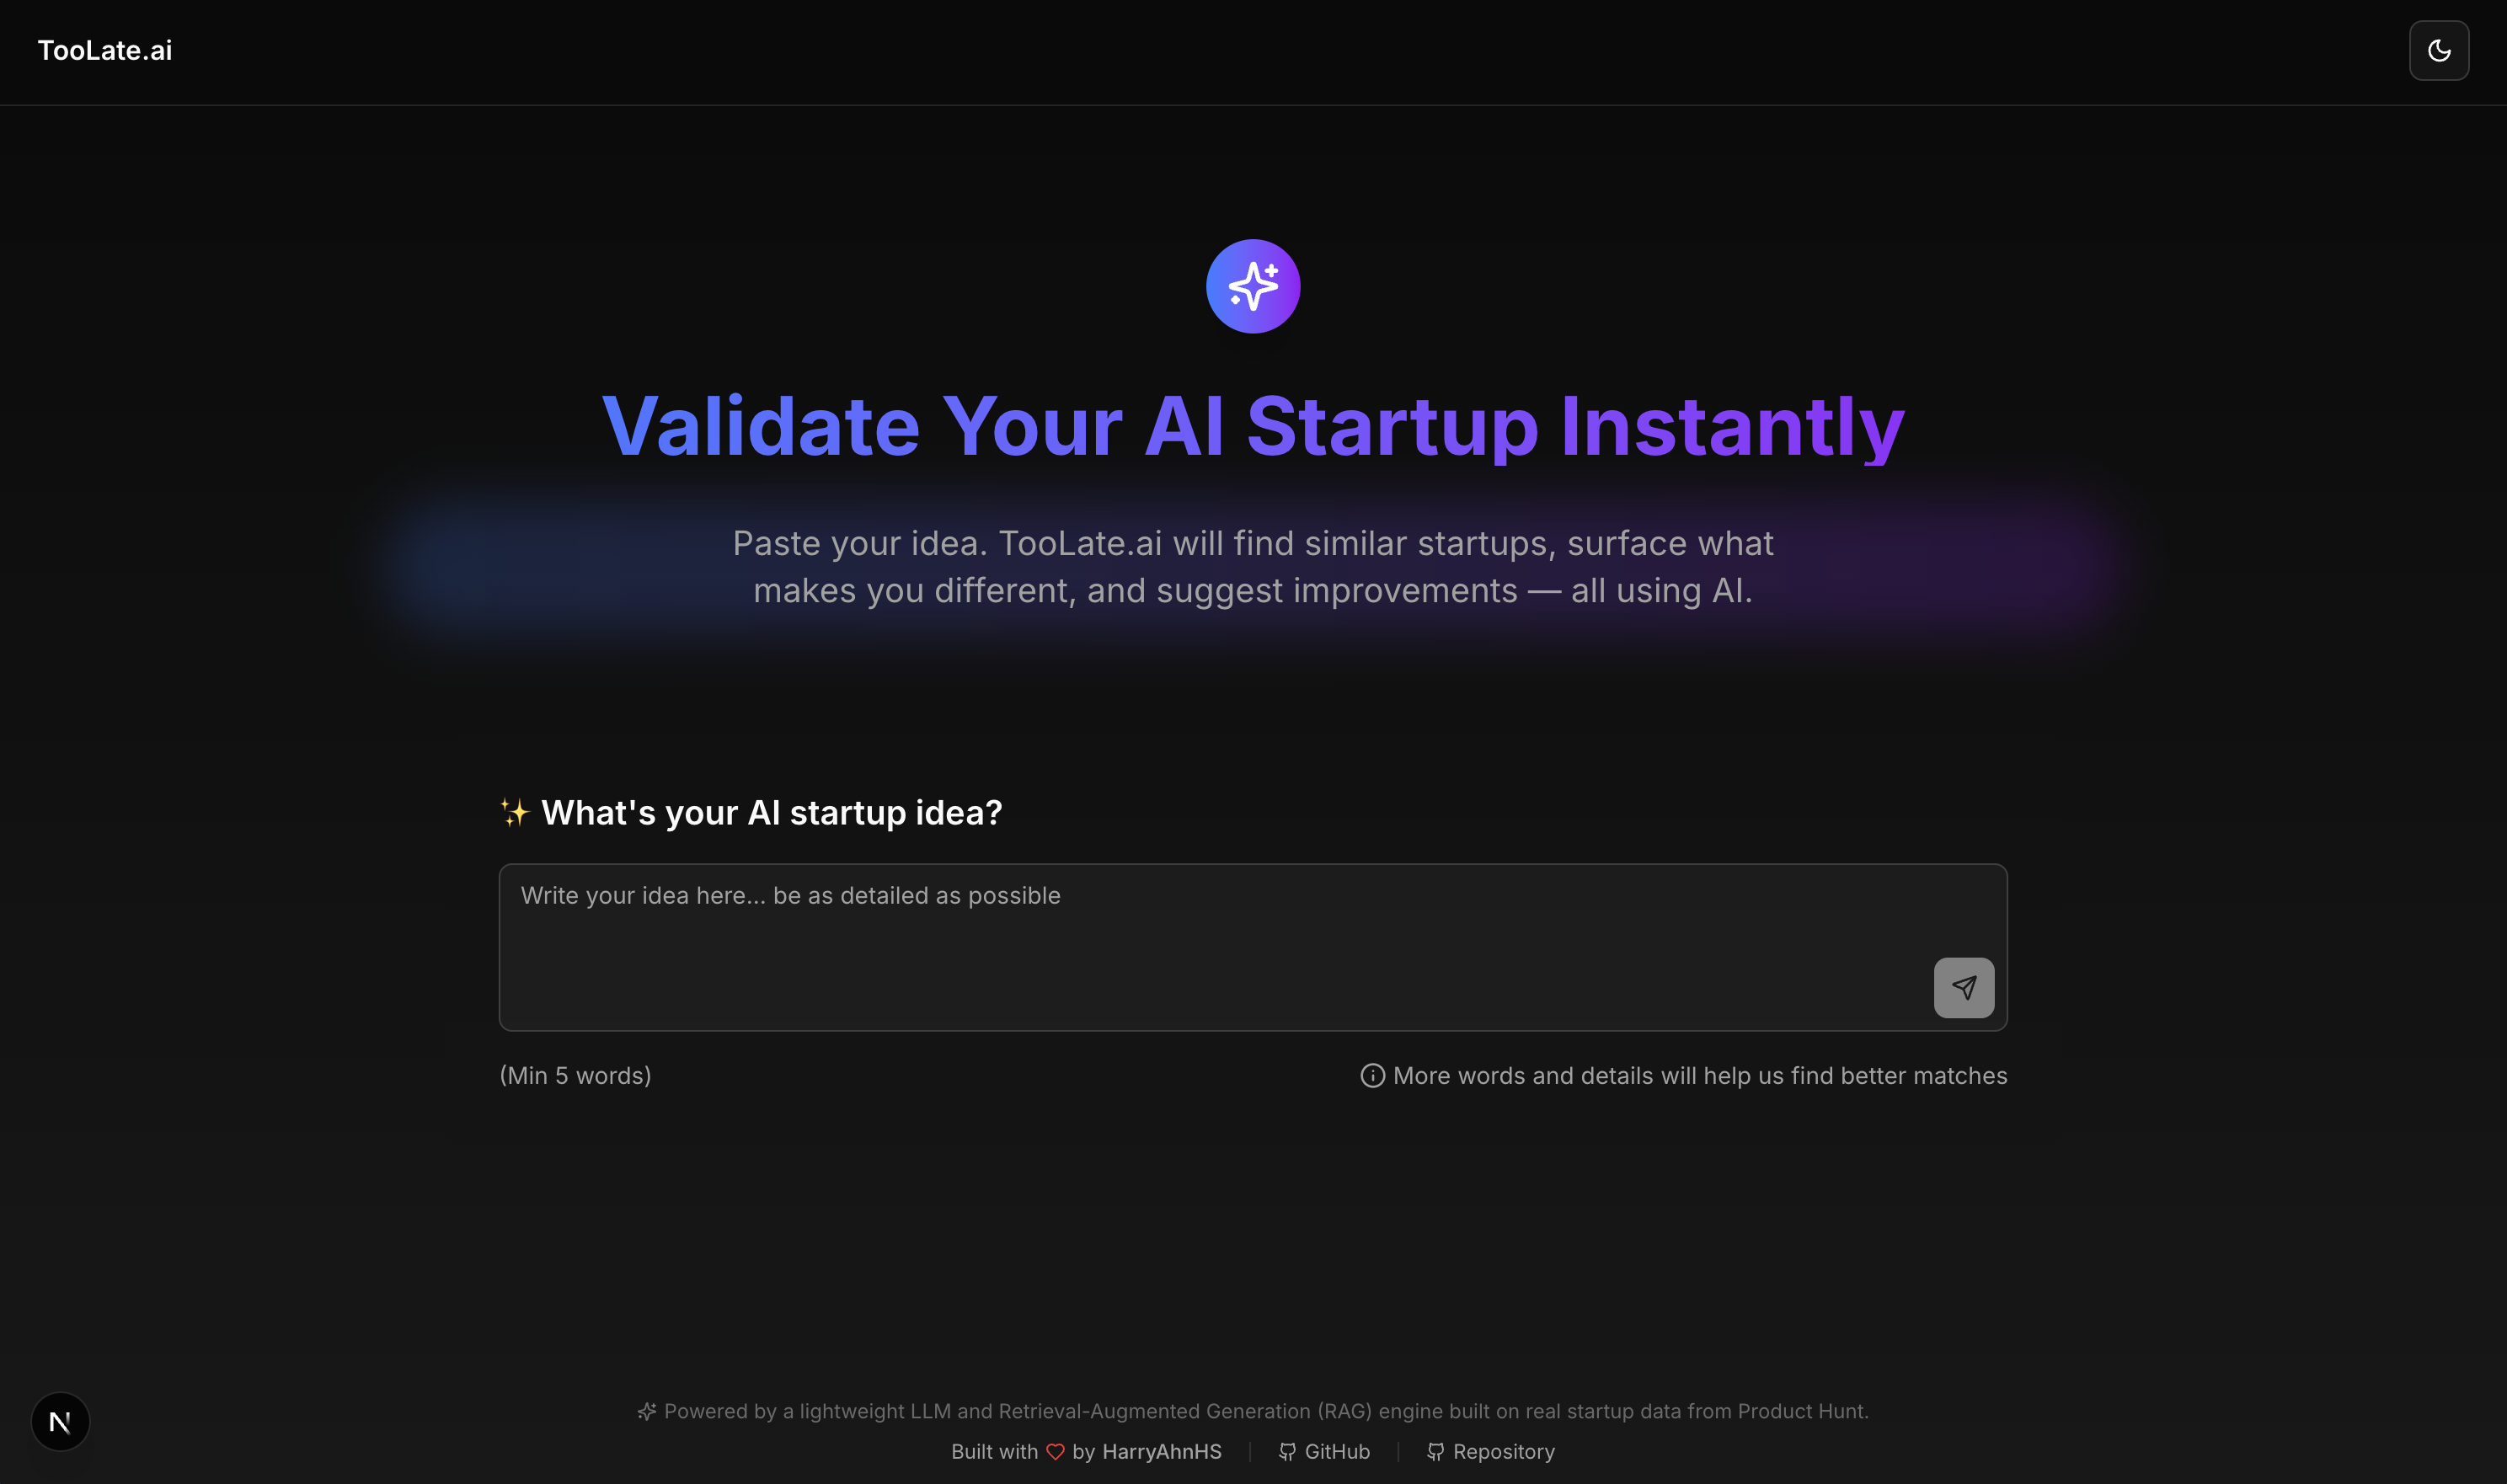 TooLate.ai
Validate Your AI Startup Instantly
Paste your idea. TooLate.ai will find similar startups, surface what
makes you different, and suggest improvements — all using AI.
✨ What's your AI startup idea?
Write your idea here... be as detailed as possible
(Min 5 words)
More words and details will help us find better matches
N
Powered by a lightweight LLM and Retrieval-Augmented Generation (RAG) engine built on real startup data from Product Hunt.
Built with ♡ by HarryAhnHS | GitHub | Repository